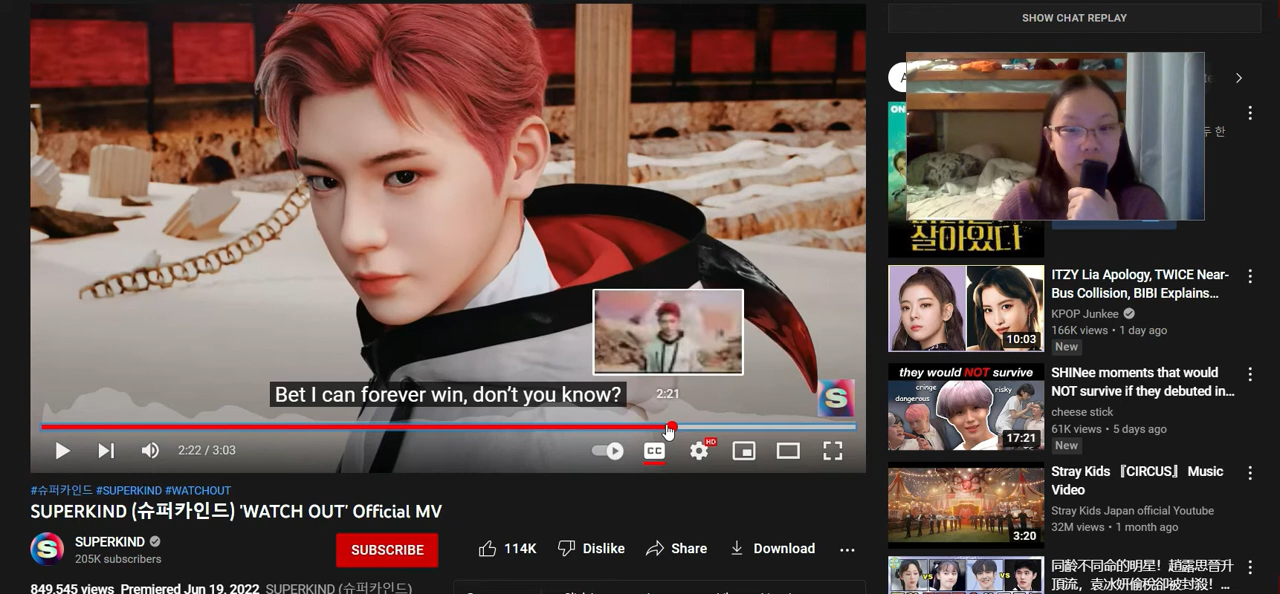 Bet I can forever win, don't you know?
2:21
S
2:22 / 3:03
CC
HD
#슈퍼카인드 #SUPERKIND #WATCHOUT
SUPERKIND (슈퍼카인드) 'WATCH OUT' Official MV
S
SUPERKIND
205K subscribers
SUBSCRIBE
114K
Dislike
Share
Download
849,545 views Premiered Jun 19, 2022 SUPERKIND (슈퍼카인드)
SHOW CHAT REPLAY
A
ON
두 한
살아있다
ITZY Lia Apology, TWICE Near-
Bus Collision, BIBI Explains...
KPOP Junkee
166K views • 1 day ago
New
10:03
they would NOT survive
cringe
risky
dangerous
17:21
SHINee moments that would
NOT survive if they debuted in...
cheese stick
61K views • 5 days ago
New
Stray Kids 『CIRCUS』 Music
Video
Stray Kids Japan official Youtube
32M views • 1 month ago
3:20
VS
VS
同齡不同命的明星！趙露思晉升
頂流，袁冰妍偷稅卻被封殺！...